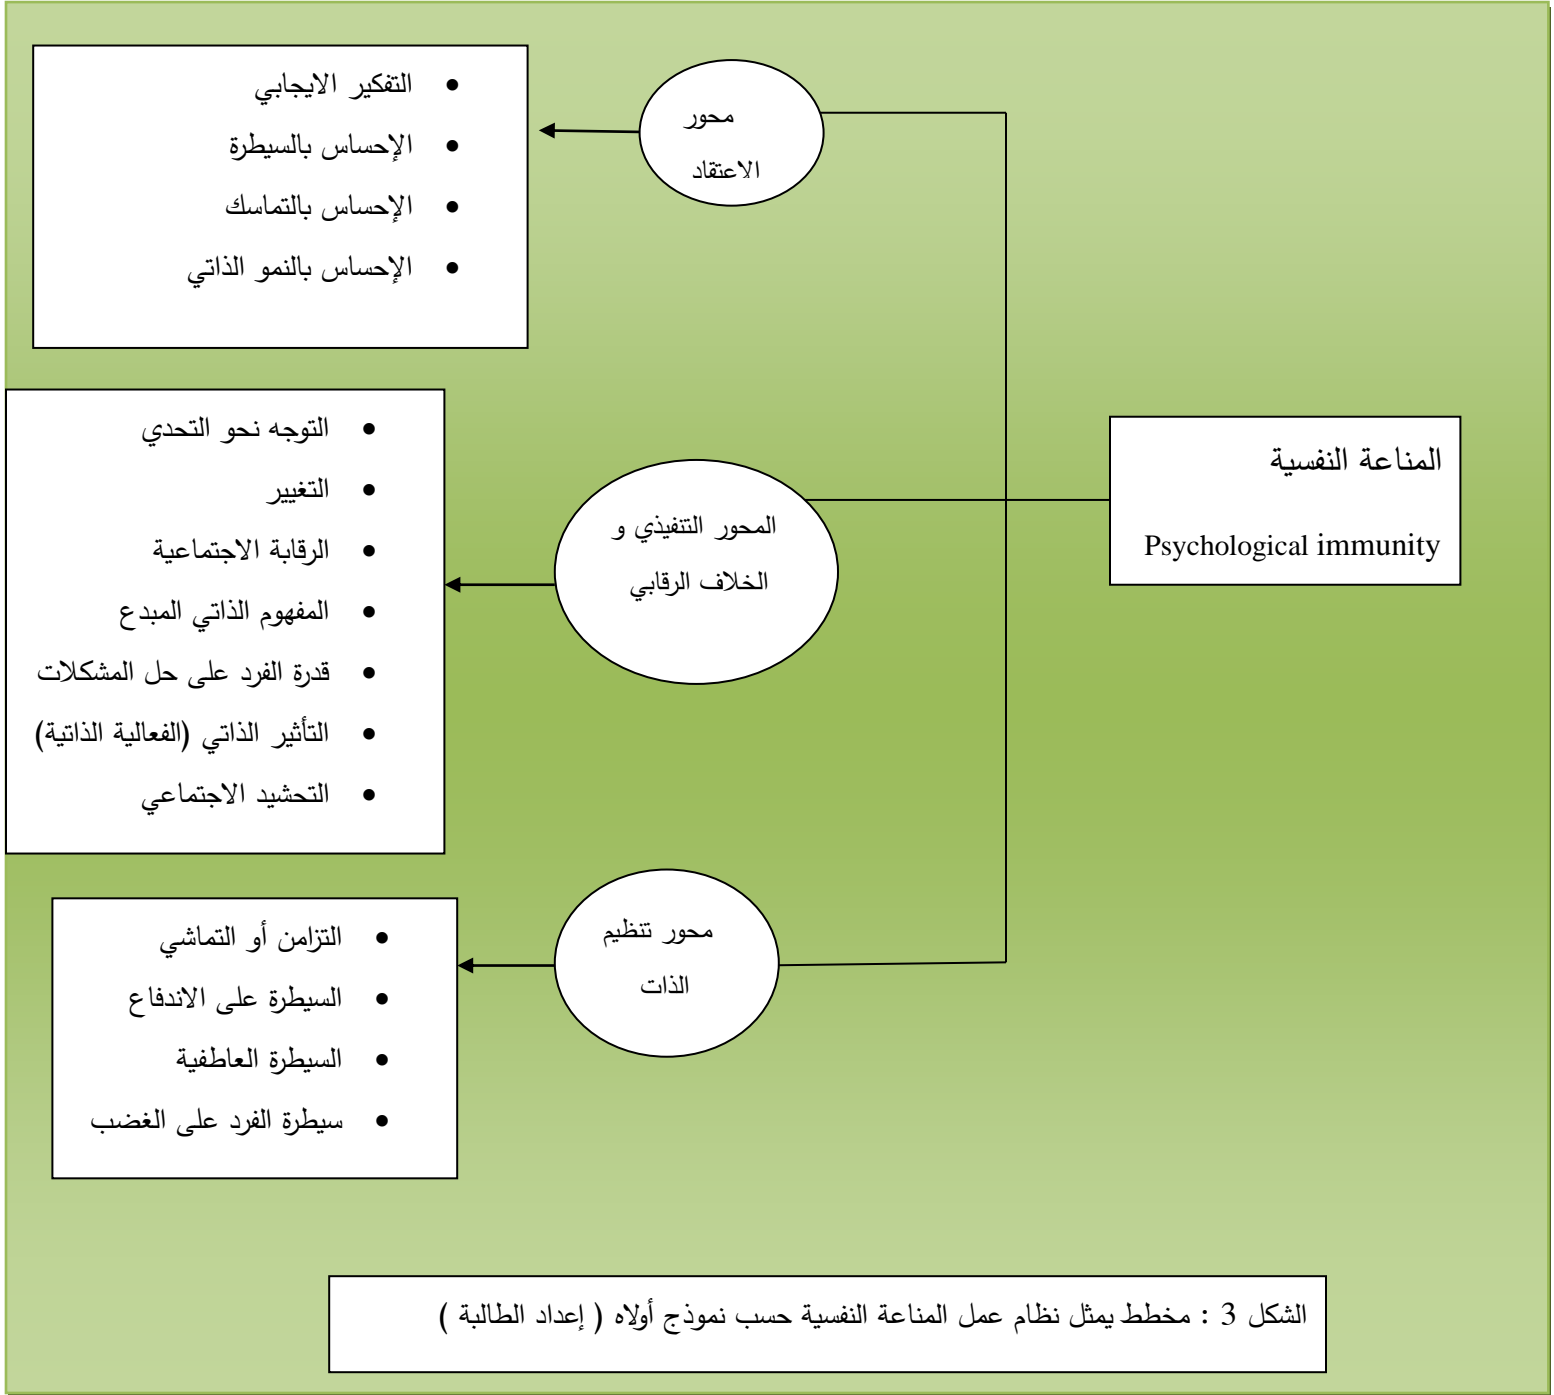 المناعة النفسية
Psychological immunity
محور
الاعتقاد
• التفكير الايجابي
• الإحساس بالسيطرة
• الإحساس بالتماسك
• الإحساس بالنمو الذاتي
المحور التنفيذي و
الخلاف الرقابي
• التوجه نحو التحدي
• التغيير
• الرقابة الاجتماعية
• المفهوم الذاتي المبدع
• قدرة الفرد على حل المشكلات
• التأثير الذاتي (الفعالية الذاتية)
• التحشيد الاجتماعي
محور تنظيم
الذات
• التزامن أو التماشي
• السيطرة على الاندفاع
• السيطرة العاطفية
• سيطرة الفرد على الغضب
الشكل 3 : مخطط يمثل نظام عمل المناعة النفسية حسب نموذج أولاه ( إعداد الطالبة )